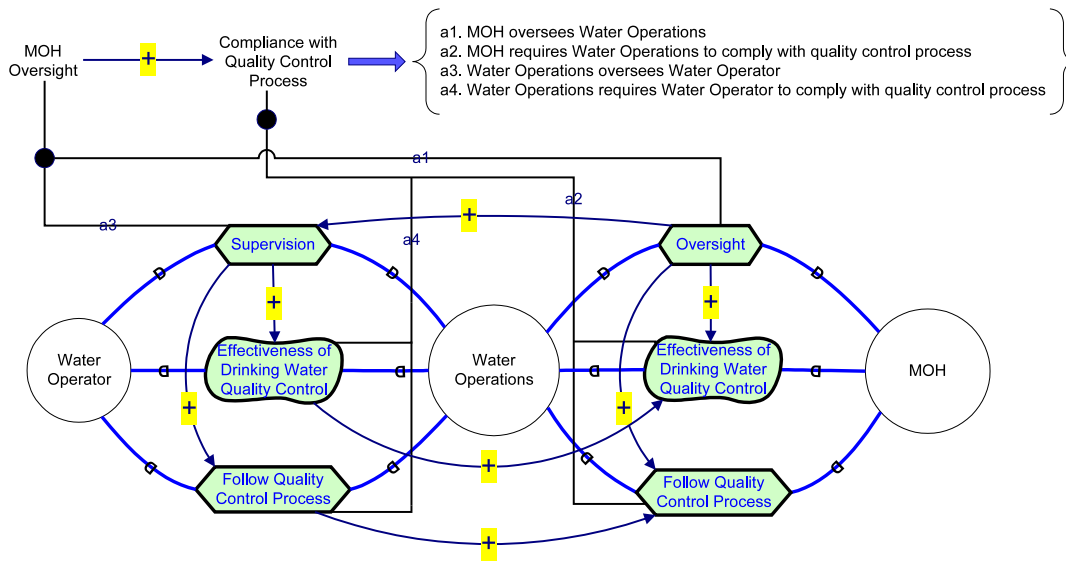 MOH
Oversight
+
Compliance with
Quality Control
Process
a1. MOH oversees Water Operations
a2. MOH requires Water Operations to comply with quality control process
a3. Water Operations oversees Water Operator
a4. Water Operations requires Water Operator to comply with quality control process
a1
a2
a3
a4
+
Supervision
Oversight
D
D
D
D
+
+
Water
Operator
D
Effectiveness of
Drinking Water
Quality Control
D
Water
Operations
D
Effectiveness of
Drinking Water
Quality Control
D
MOH
+
+
D
D
+
D
D
Follow Quality
Control Process
Follow Quality
Control Process
+